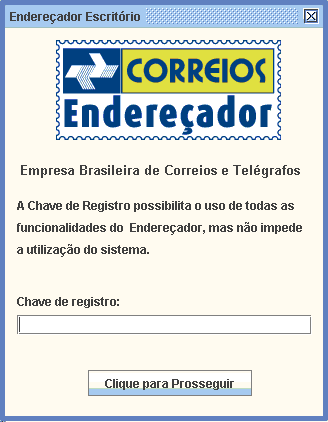 Endereçador Escritório
CORREIOS
Endereçador
Empresa Brasileira de Correios e Telégrafos
A Chave de Registro possibilita o uso de todas as
funcionalidades do Endereçador, mas não impede
a utilização do sistema.
Chave de registro:
Clique para Prosseguir